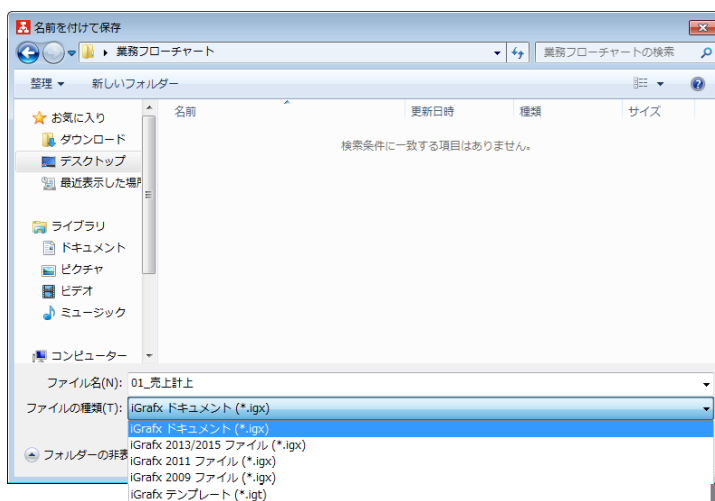 名前を付けて保存
業務フローチャート
業務フローチャートの検索
整理
新しいフォルダー
名前
更新日時
種類
サイズ
検索条件に一致する項目はありません。
お気に入り
ダウンロード
デスクトップ
最近表示した場所
ライブラリ
ドキュメント
ピクチャ
ビデオ
ミュージック
コンピューター
ファイル名(N):
01_売上計上
ファイルの種類(T):
iGrafx ドキュメント (*.igx)
iGrafx ドキュメント (*.igx)
iGrafx 2013/2015 ファイル (*.igx)
iGrafx 2011 ファイル (*.igx)
iGrafx 2009 ファイル (*.igx)
iGrafx テンプレート (*.igt)
フォルダーの非表